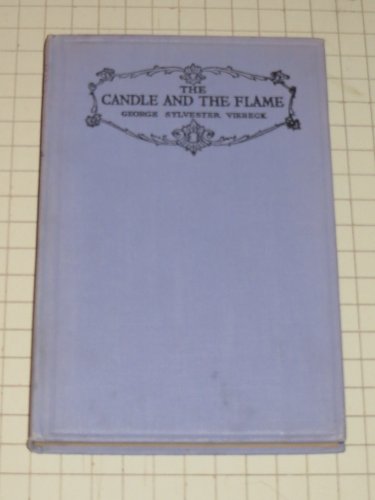 THE
CANDLE AND THE FLAME
GEORGE SYLVESTER VIERECK